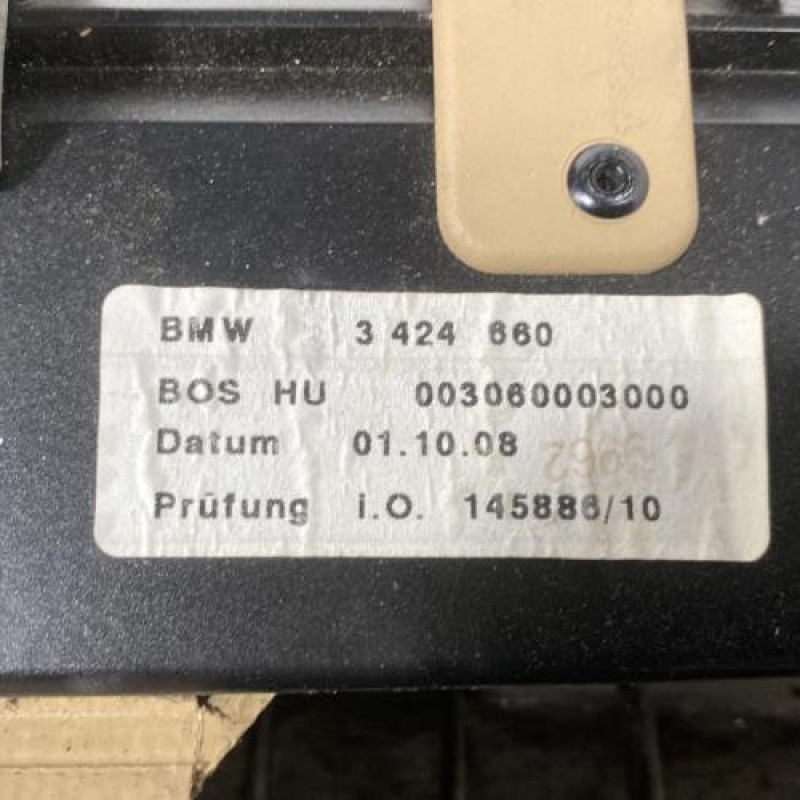 BMW 3 424 660
BOS HU 003060003000
Datum 01.10.08
Prüfung i.O. 145886/10